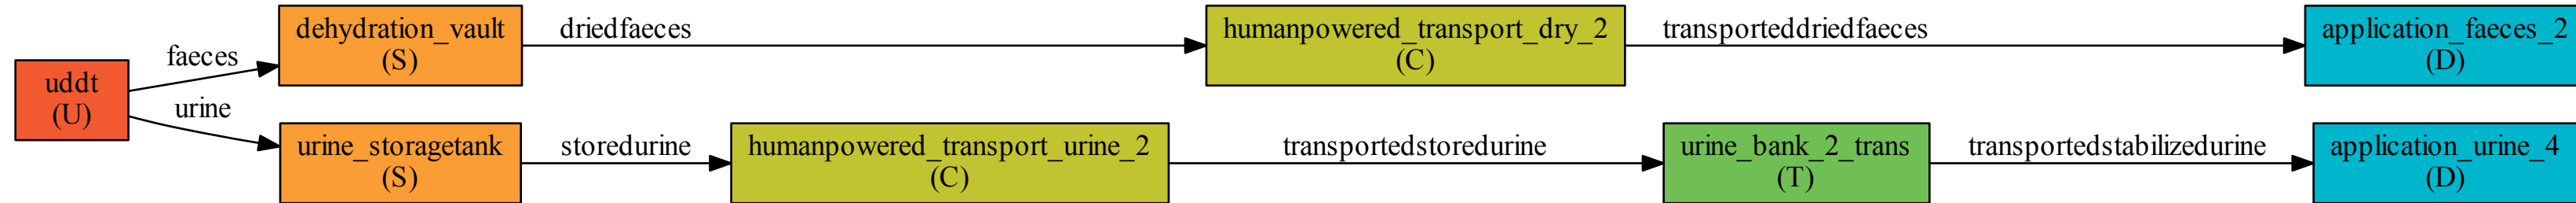 uddt
(U)
faeces
urine
dehydration_vault
(S)
driedfaeces
humanpowered_transport_dry_2
(C)
transporteddriedfaeces
application_faeces_2
(D)
urine_storagetank
(S)
storedurine
humanpowered_transport_urine_2
(C)
transportedstoredurine
urine_bank_2_trans
(T)
transportedstabilizedurine
application_urine_4
(D)